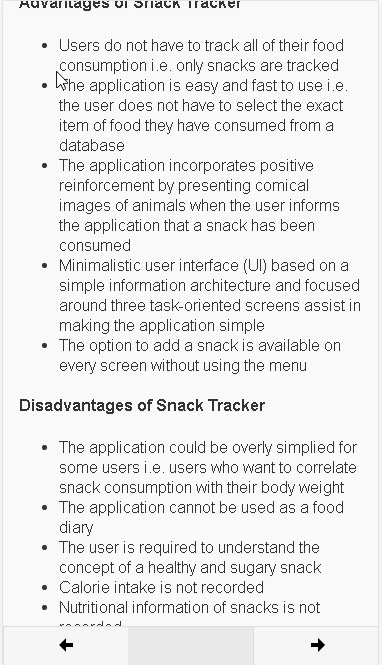 Advantages of Snack Tracker
Users do not have to track all of their food
consumption i.e. only snacks are tracked
The application is easy and fast to use i.e.
the user does not have to select the exact
item of food they have consumed from a
database
The application incorporates positive
reinforcement by presenting comical
images of animals when the user informs
the application that a snack has been
consumed
Minimalistic user interface (UI) based on a
simple information architecture and focused
around three task-oriented screens assist in
making the application simple
The option to add a snack is available on
every screen without using the menu
Disadvantages of Snack Tracker
The application could be overly simplied for
some users i.e. users who want to correlate
snack consumption with their body weight
The application cannot be used as a food
diary
The user is required to understand the
concept of a healthy and sugary snack
Calorie intake is not recorded
Nutritional information of snacks is not
recorded